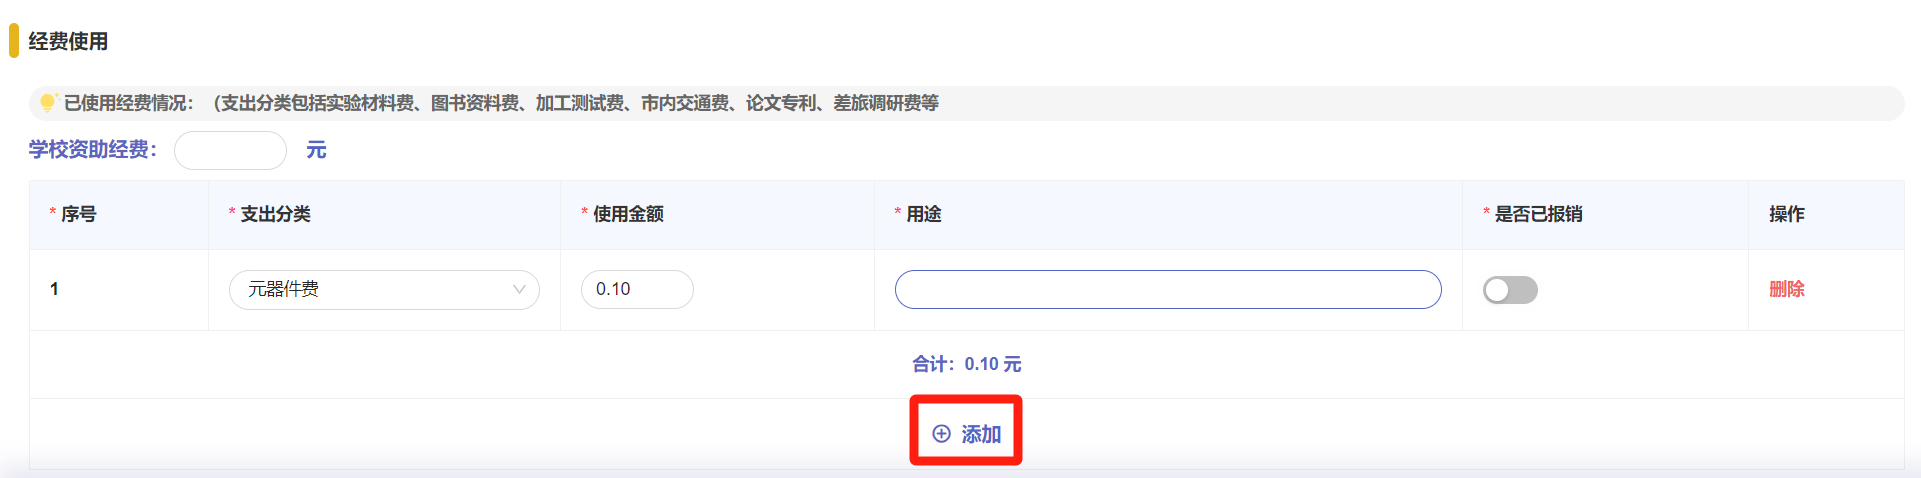 经费使用
已使用经费情况：（支出分类包括实验材料费、图书资料费、加工测试费、市内交通费、论文专利、差旅调研费等
学校资助经费： 元
* 序号 * 支出分类 * 使用金额 * 用途 * 是否已报销 操作
1 元器件费 0.10 删除
合计：0.10 元
添加